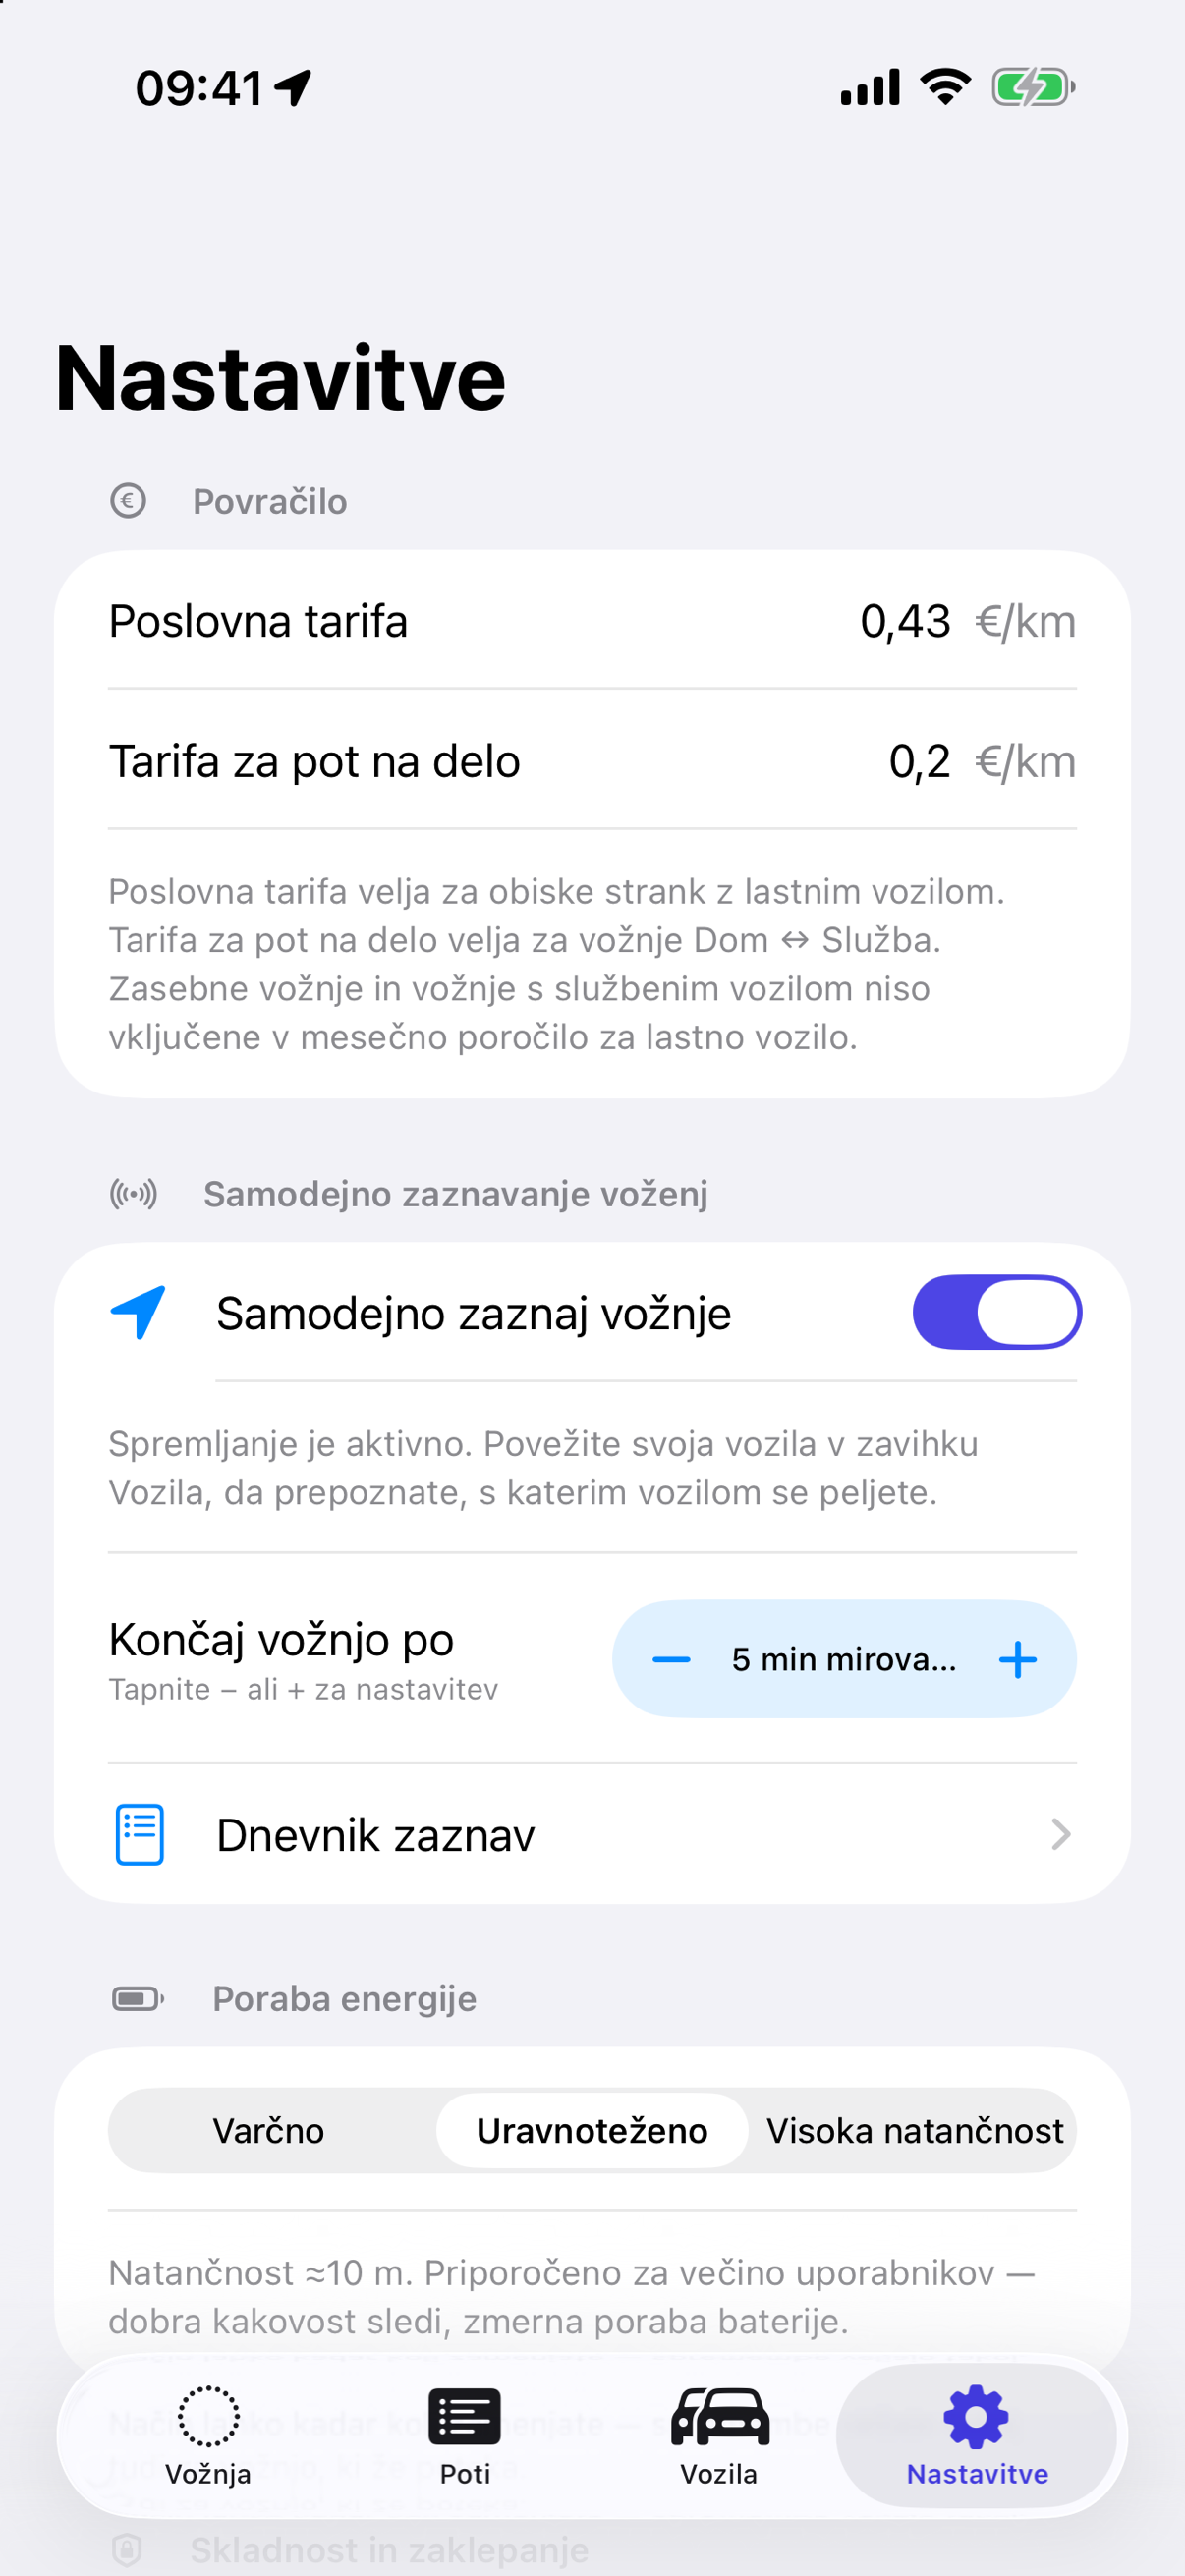 09:41
Nastavitve
Povračilo
Poslovna tarifa 0,43 €/km
Tarifa za pot na delo 0,2 €/km
Poslovna tarifa velja za obiske strank z lastnim vozilom.
Tarifa za pot na delo velja za vožnje Dom ↔ Služba.
Zasebne vožnje in vožnje s službenim vozilom niso
vključene v mesečno poročilo za lastno vozilo.
Samodejno zaznavanje voženj
Samodejno zaznaj vožnje
Spremljanje je aktivno. Povežite svoja vozila v zavihku
Vozila, da prepoznate, s katerim vozilom se peljete.
Končaj vožnjo po
Tapnite – ali + za nastavitev
− 5 min mirova... +
Dnevnik zaznav
Poraba energije
Varčno Uravnoteženo Visoka natančnost
Natančnost ≈10 m. Priporočeno za večino uporabnikov —
dobra kakovost sledi, zmerna poraba baterije.
Vožnja Poti Vozila Nastavitve
Skladnost in zaklepanje